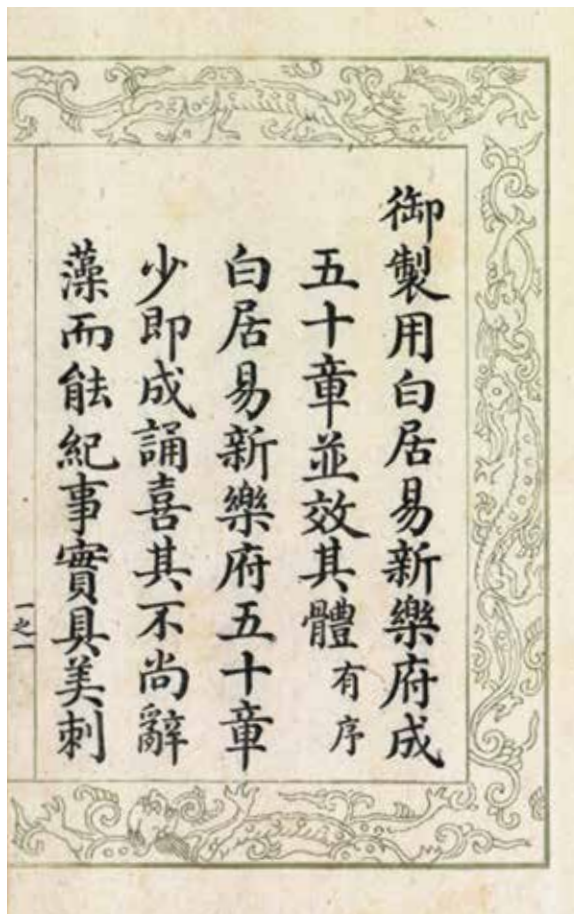 御製用白居易新樂府成
五十章並效其體有序
白居易新樂府五十章
少即成誦喜其不尚辭
藻而能紀事實具美刺
一之一